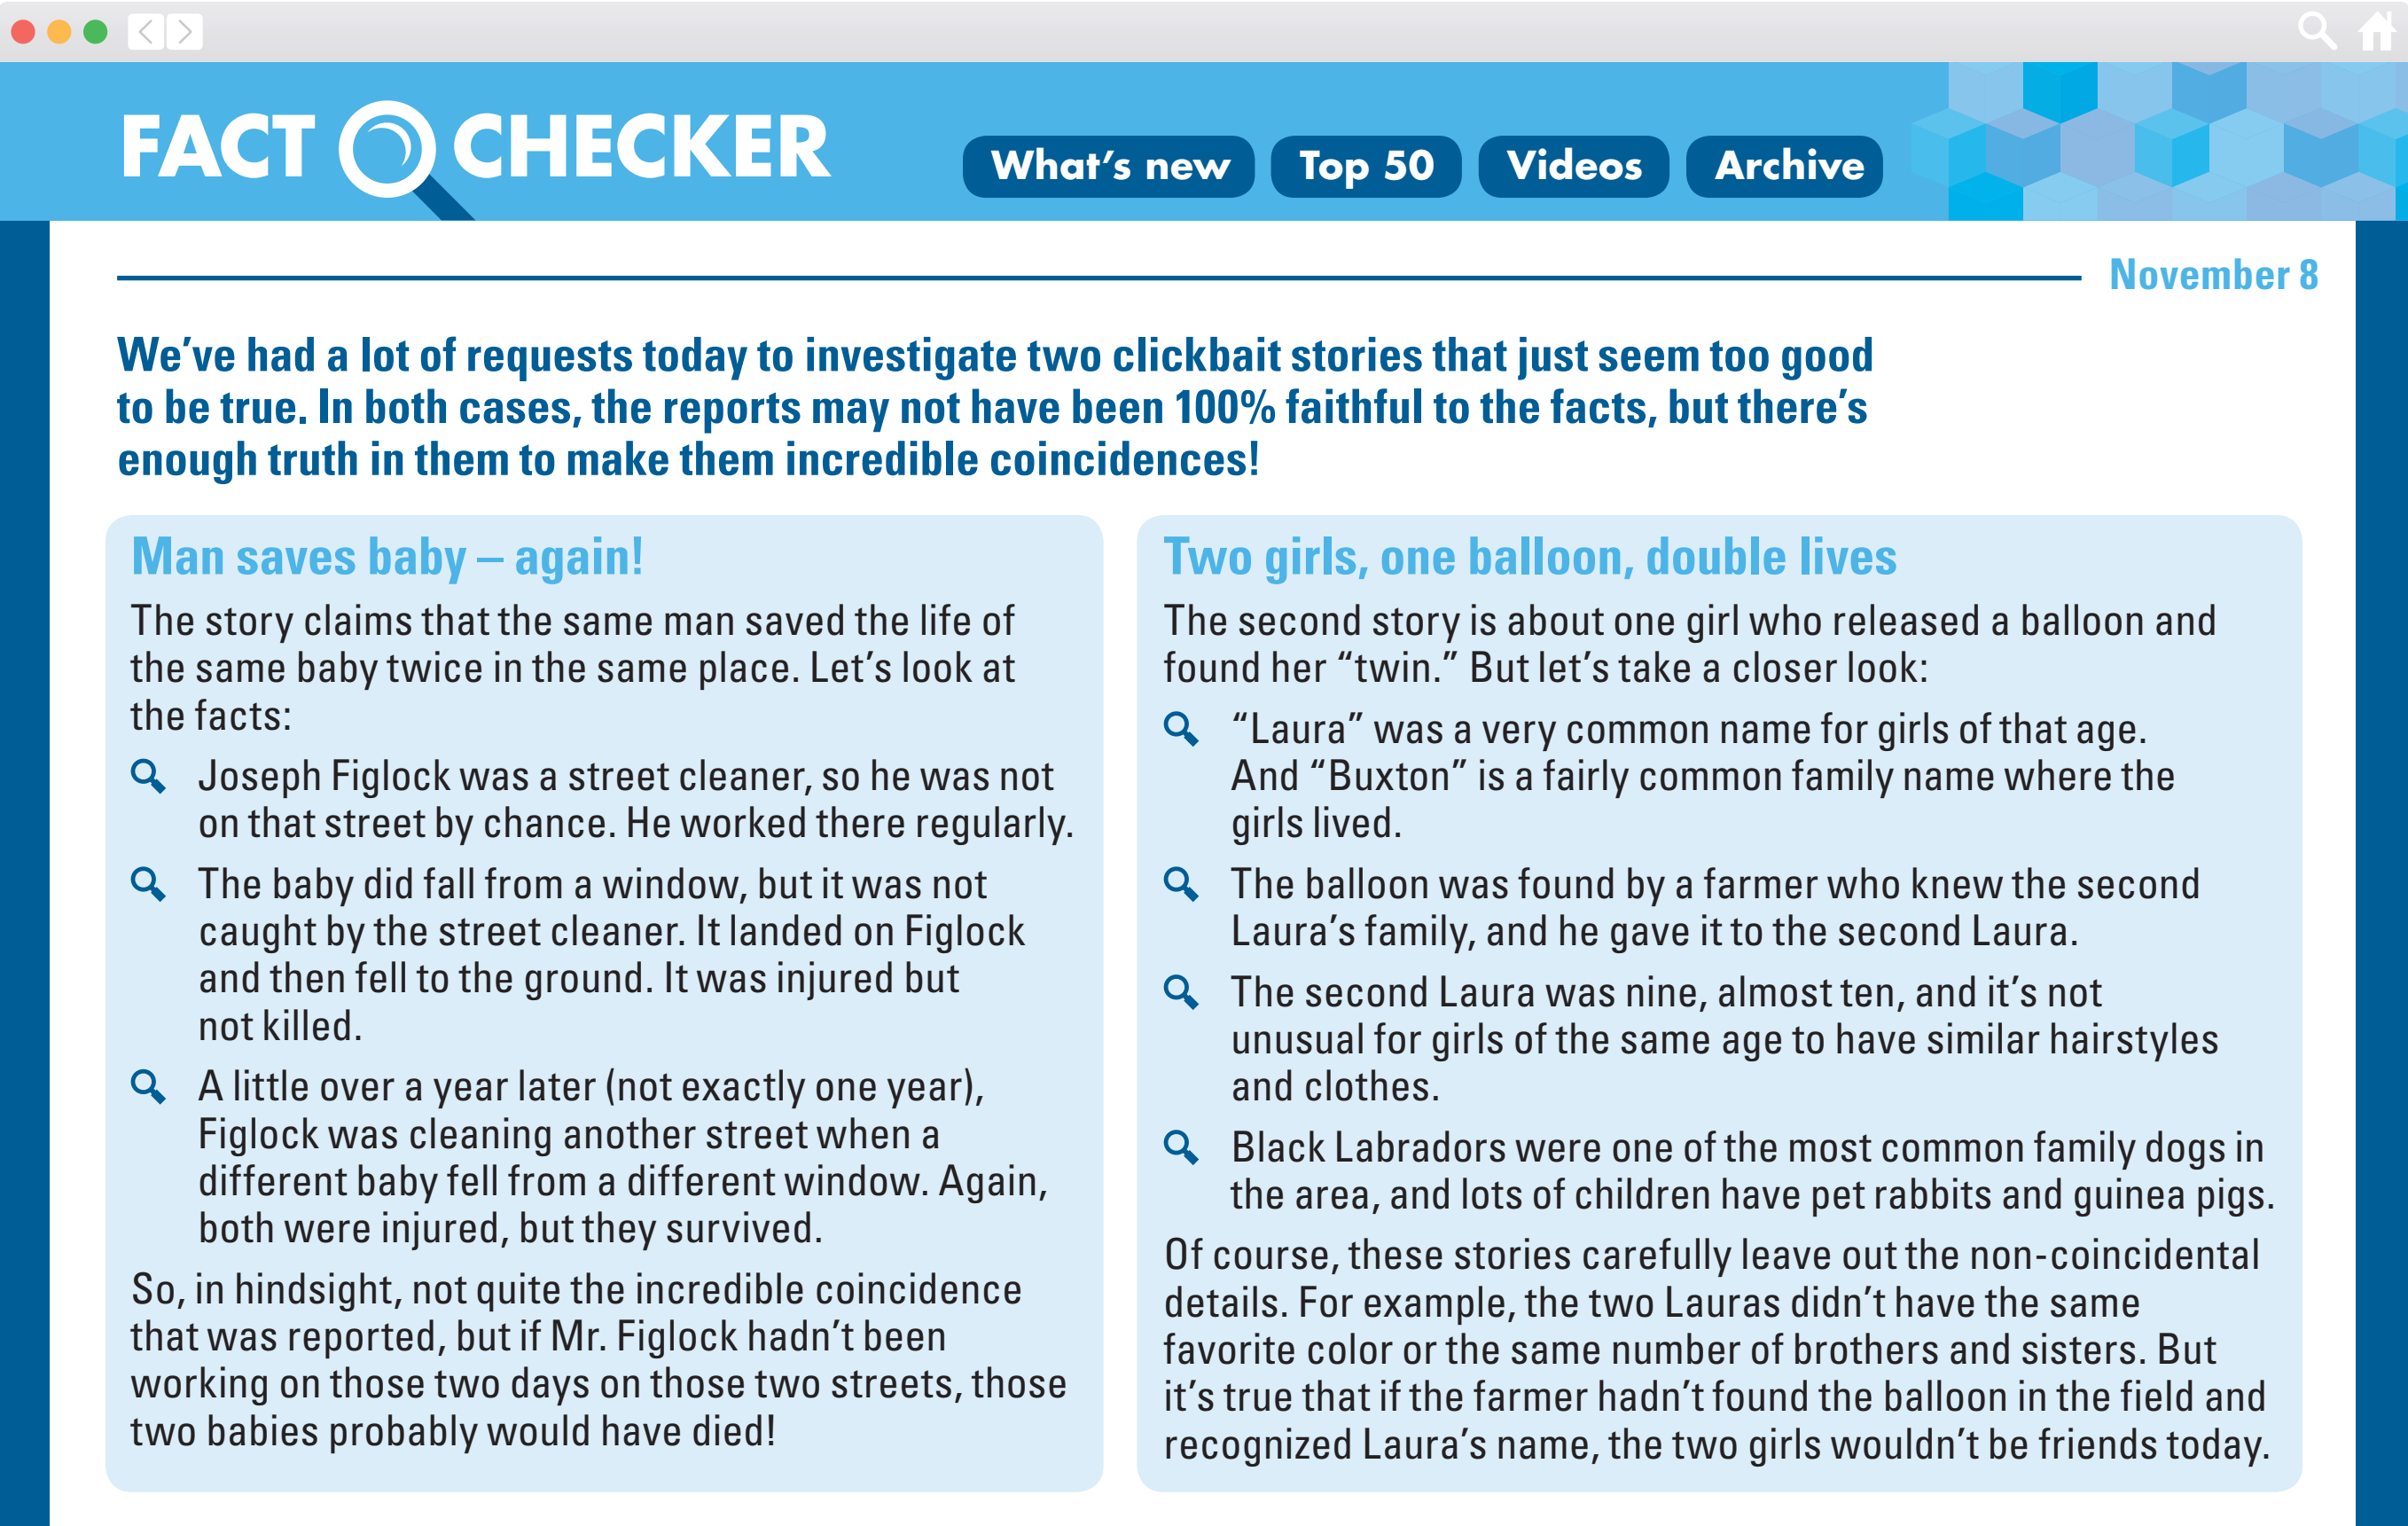 FACT CHECKER
What's new
Top 50
Videos
Archive
November 8
We've had a lot of requests today to investigate two clickbait stories that just seem too good
to be true. In both cases, the reports may not have been 100% faithful to the facts, but there's
enough truth in them to make them incredible coincidences!
Man saves baby – again!
The story claims that the same man saved the life of
the same baby twice in the same place. Let's look at
the facts:
Joseph Figlock was a street cleaner, so he was not
on that street by chance. He worked there regularly.
The baby did fall from a window, but it was not
caught by the street cleaner. It landed on Figlock
and then fell to the ground. It was injured but
not killed.
A little over a year later (not exactly one year),
Figlock was cleaning another street when a
different baby fell from a different window. Again,
both were injured, but they survived.
So, in hindsight, not quite the incredible coincidence
that was reported, but if Mr. Figlock hadn't been
working on those two days on those two streets, those
two babies probably would have died!
Two girls, one balloon, double lives
The second story is about one girl who released a balloon and
found her “twin.” But let's take a closer look:
“Laura” was a very common name for girls of that age.
And “Buxton” is a fairly common family name where the
girls lived.
The balloon was found by a farmer who knew the second
Laura's family, and he gave it to the second Laura.
The second Laura was nine, almost ten, and it's not
unusual for girls of the same age to have similar hairstyles
and clothes.
Black Labradors were one of the most common family dogs in
the area, and lots of children have pet rabbits and guinea pigs.
Of course, these stories carefully leave out the non-coincidental
details. For example, the two Lauras didn't have the same
favorite color or the same number of brothers and sisters. But
it's true that if the farmer hadn't found the balloon in the field and
recognized Laura's name, the two girls wouldn't be friends today.